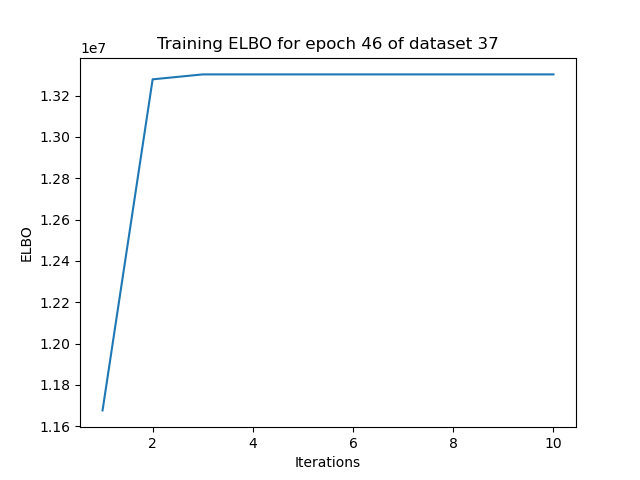 Training ELBO for epoch 46 of dataset 37
1e7
1.32
1.30
1.28
1.26
1.24
1.22
1.20
1.18
1.16
ELBO
2 4 6 8 10
Iterations